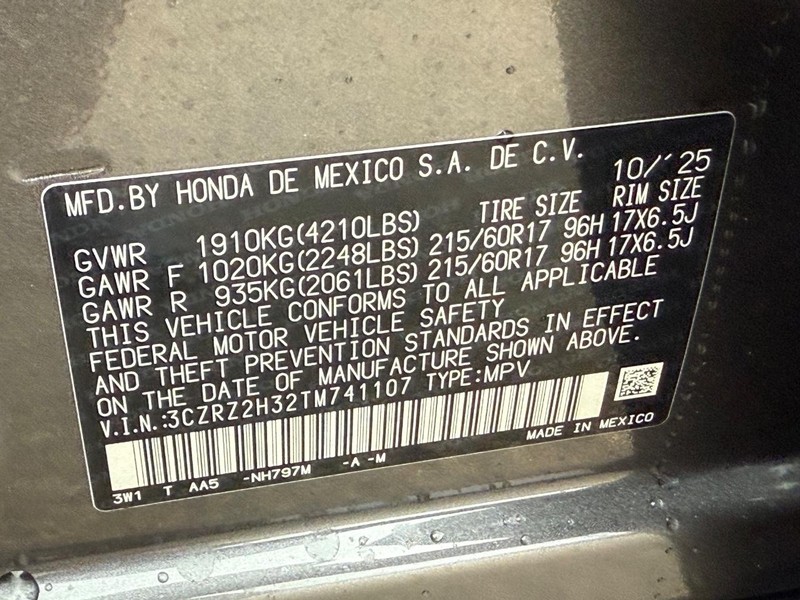 MFD.BY HONDA DE MEXICO S.A. DE C.V. 10/'25
TIRE SIZE RIM SIZE
GVWR 1910KG(4210LBS)
GAWR F 1020KG(2248LBS) 215/60R17 96H 17X6.5J
GAWR R 935KG(2061LBS) 215/60R17 96H 17X6.5J
THIS VEHICLE CONFORMS TO ALL APPLICABLE
FEDERAL MOTOR VEHICLE SAFETY
AND THEFT PREVENTION STANDARDS IN EFFECT
ON THE DATE OF MANUFACTURE SHOWN ABOVE.
V.I.N.:3CZRZ2H32TM741107 TYPE:MPV
MADE IN MEXICO
3W1 T AA5 -NH797M -A -M